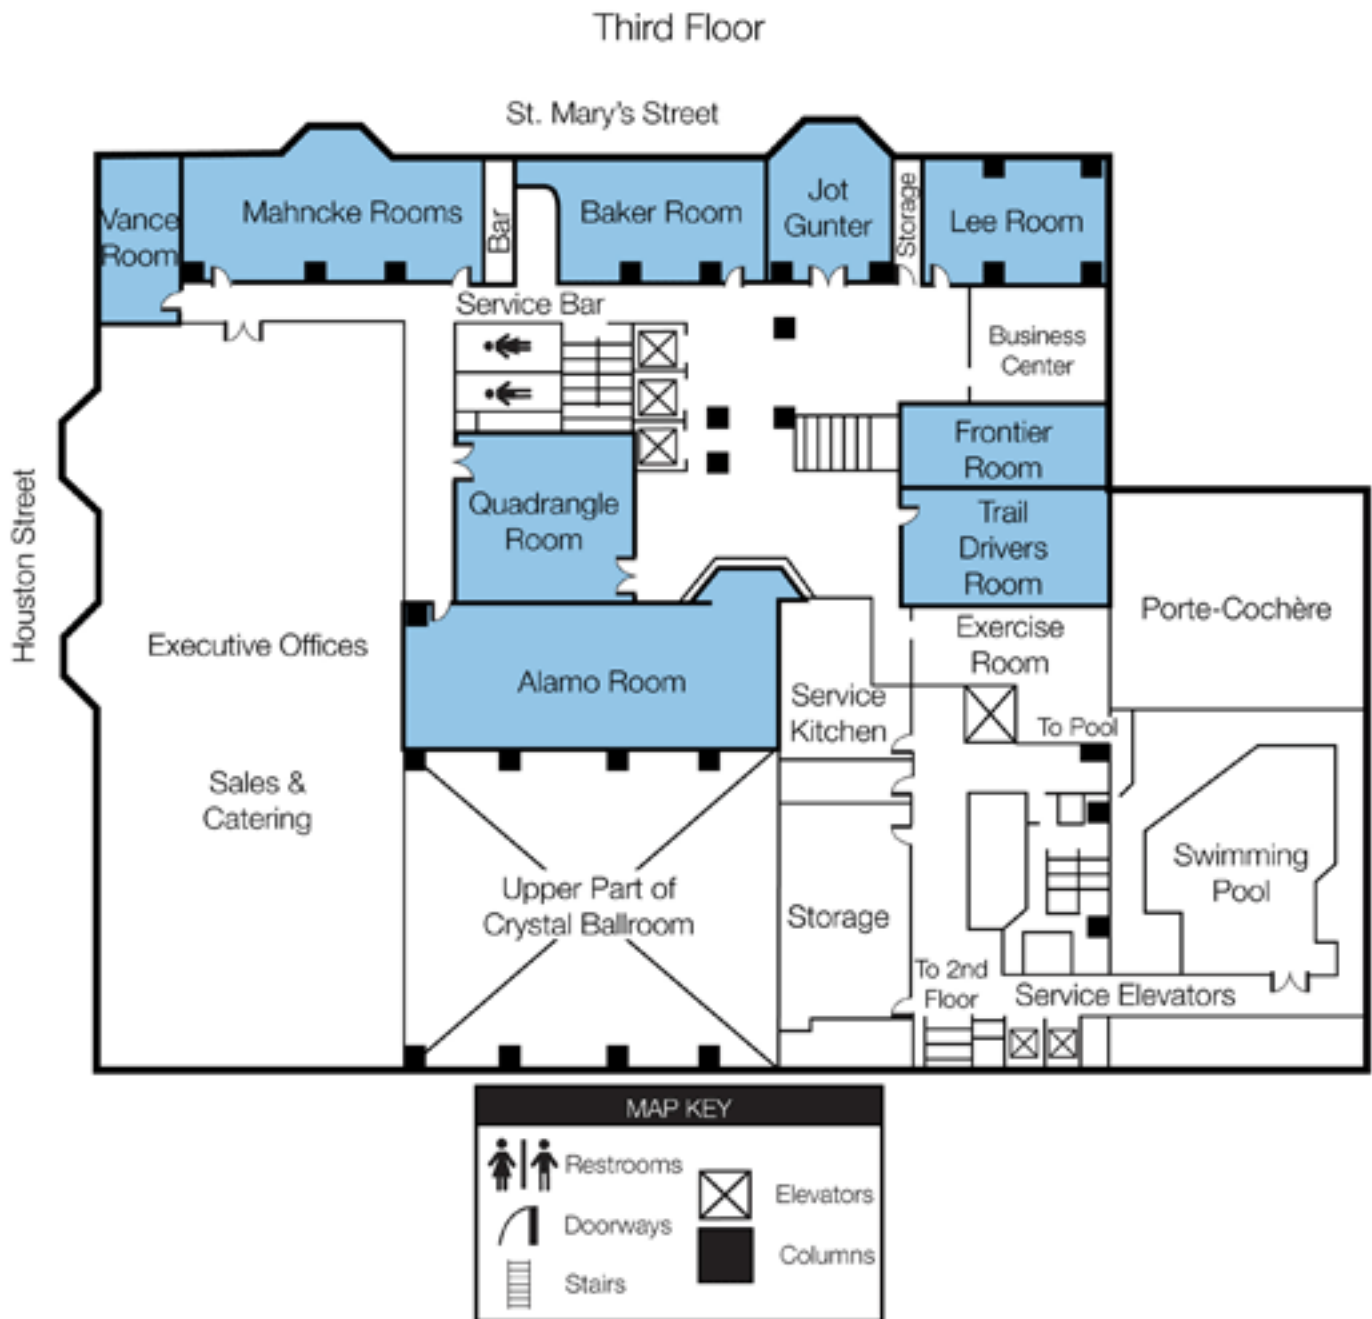 Third Floor
St. Mary's Street
Vance
Room
Mahncke Rooms
Bar
Baker Room
Jot
Gunter
Storage
Lee Room
Service Bar
Business
Center
Frontier
Room
Quadrangle
Room
Trail
Drivers
Room
Houston Street
Porte-Cochère
Executive Offices
Exercise
Room
Alamo Room
Service
Kitchen
To Pool
Sales &
Catering
Swimming
Pool
Upper Part of
Crystal Ballroom
Storage
To 2nd
Floor
Service Elevators
MAP KEY
Restrooms
Elevators
Doorways
Columns
Stairs